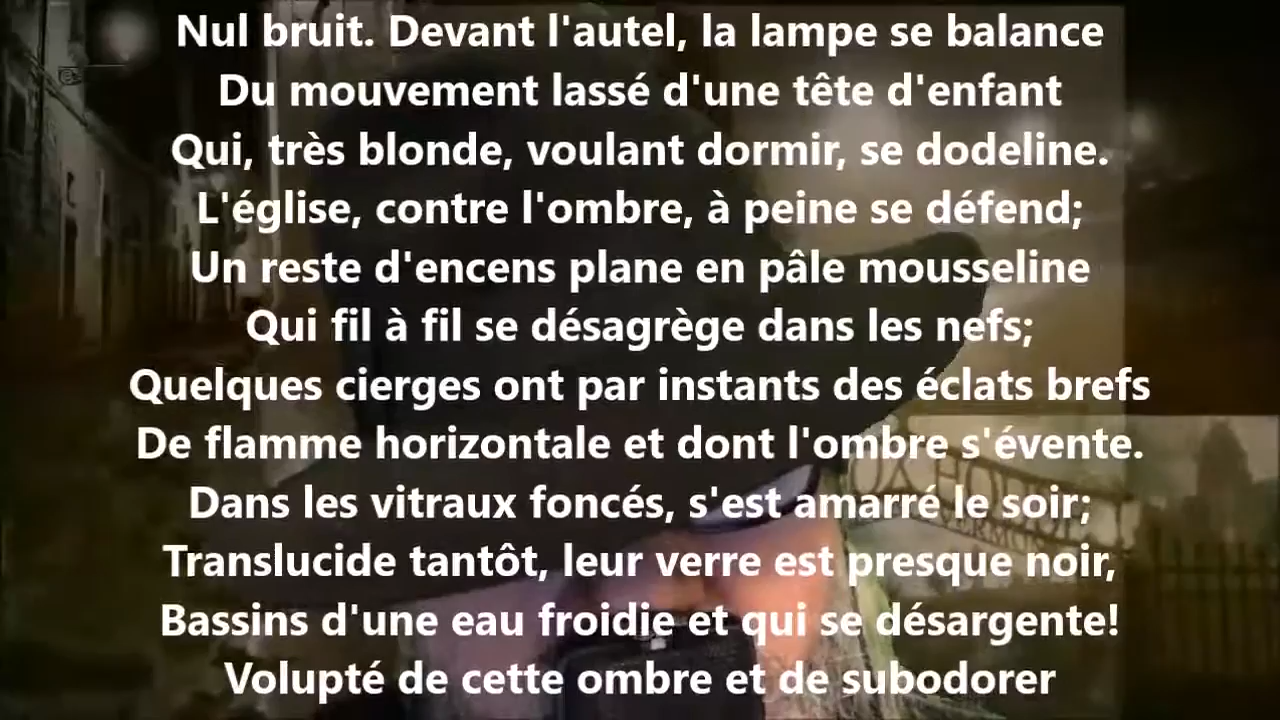 Nul bruit. Devant l'autel, la lampe se balance
Du mouvement lassé d'une tête d'enfant
Qui, très blonde, voulant dormir, se dodeline.
L'église, contre l'ombre, à peine se défend;
Un reste d'encens plane en pâle mousseline
Qui fil à fil se désagrège dans les nefs;
Quelques cierges ont par instants des éclats brefs
De flamme horizontale et dont l'ombre s'évente.
Dans les vitraux foncés, s'est amarré le soir;
Translucide tantôt, leur verre est presque noir,
Bassins d'une eau froidie et qui se désargente!
Volupté de cette ombre et de subodorer